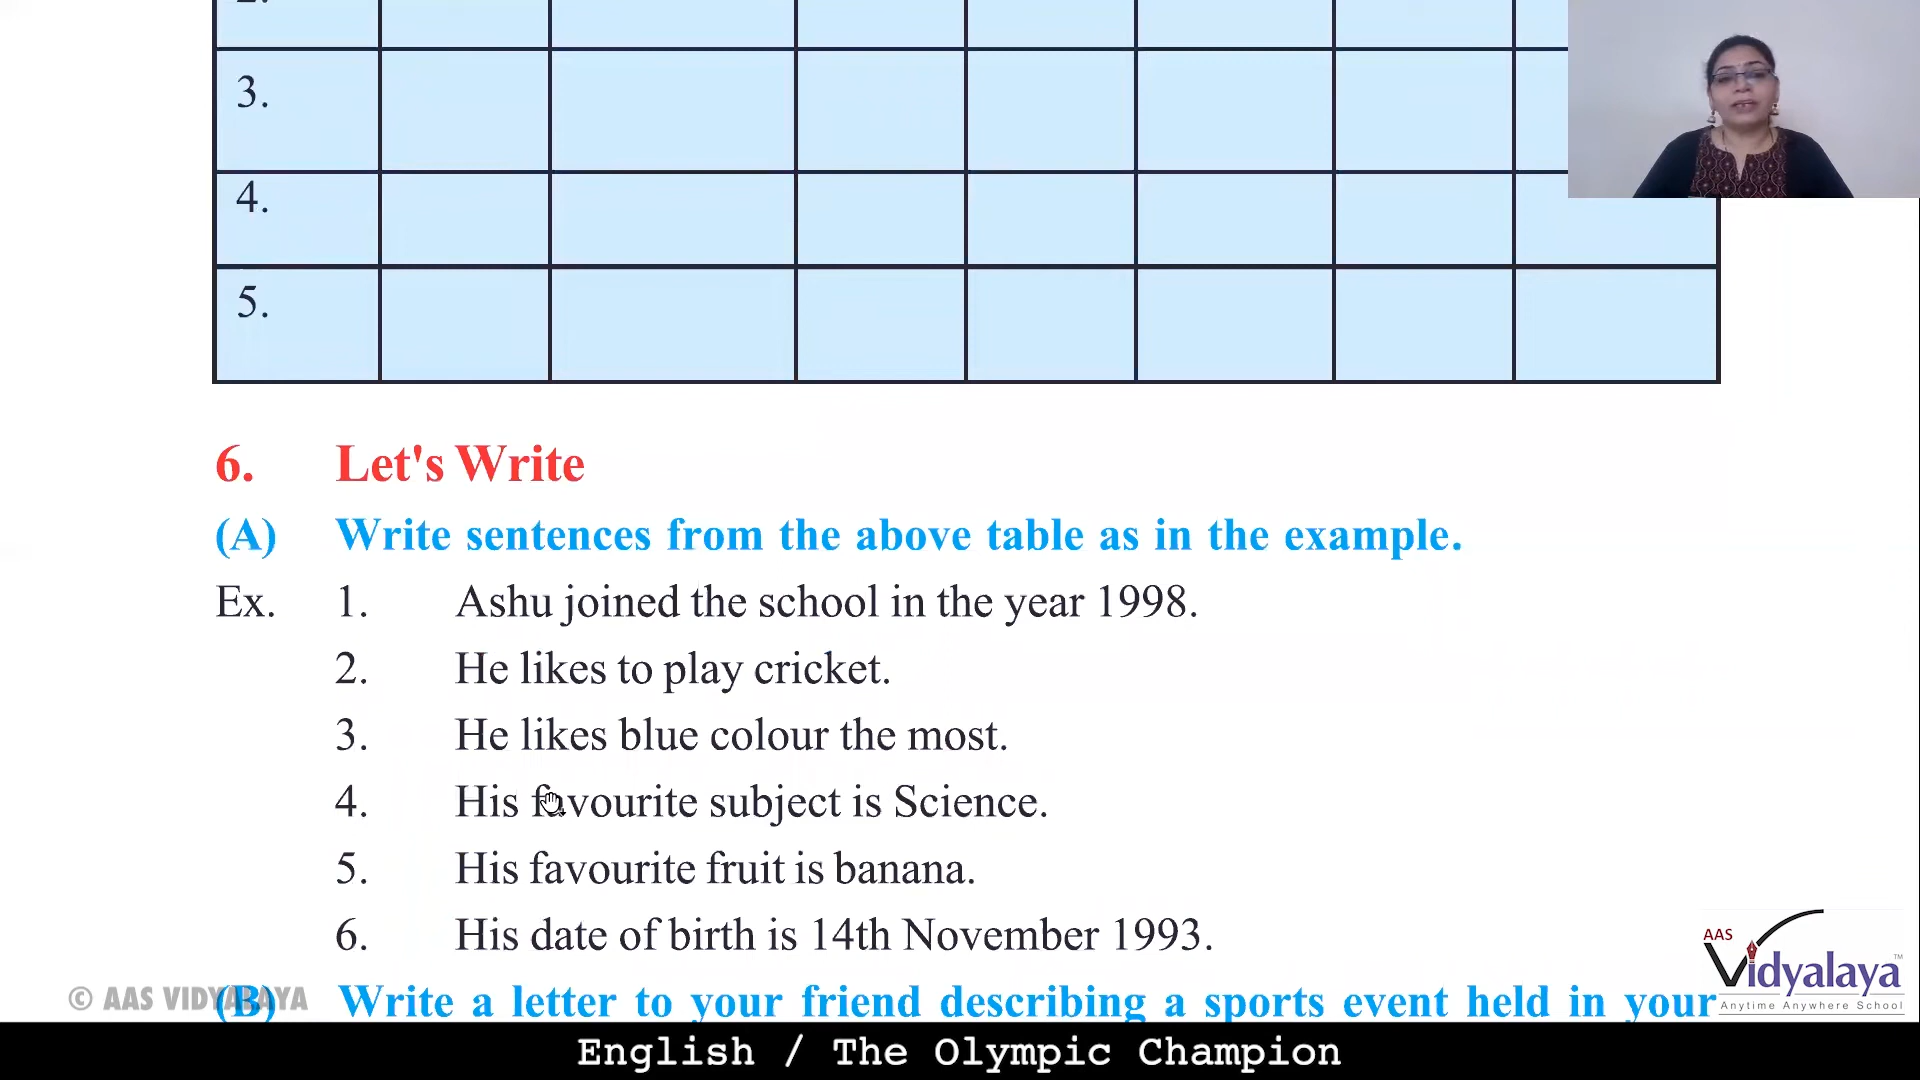 3.
4.
5.
6. Let's Write
(A) Write sentences from the above table as in the example.
Ex. 1. Ashu joined the school in the year 1998.
2. He likes to play cricket.
3. He likes blue colour the most.
4. His favourite subject is Science.
5. His favourite fruit is banana.
6. His date of birth is 14th November 1993.
(B) Write a letter to your friend describing a sports event held in your
© AAS VIDYALAYA
AAS
Vidyalaya™
Anytime Anywhere School
English / The Olympic Champion